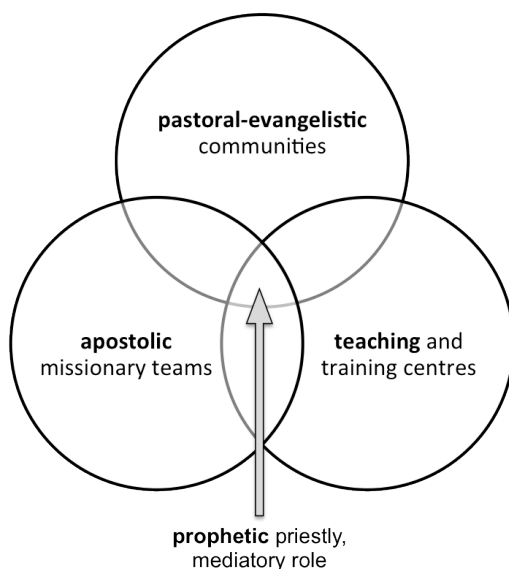 pastoral-evangelistic
communities
apostolic
missionary teams
teaching and
training centres
prophetic priestly,
mediatory role